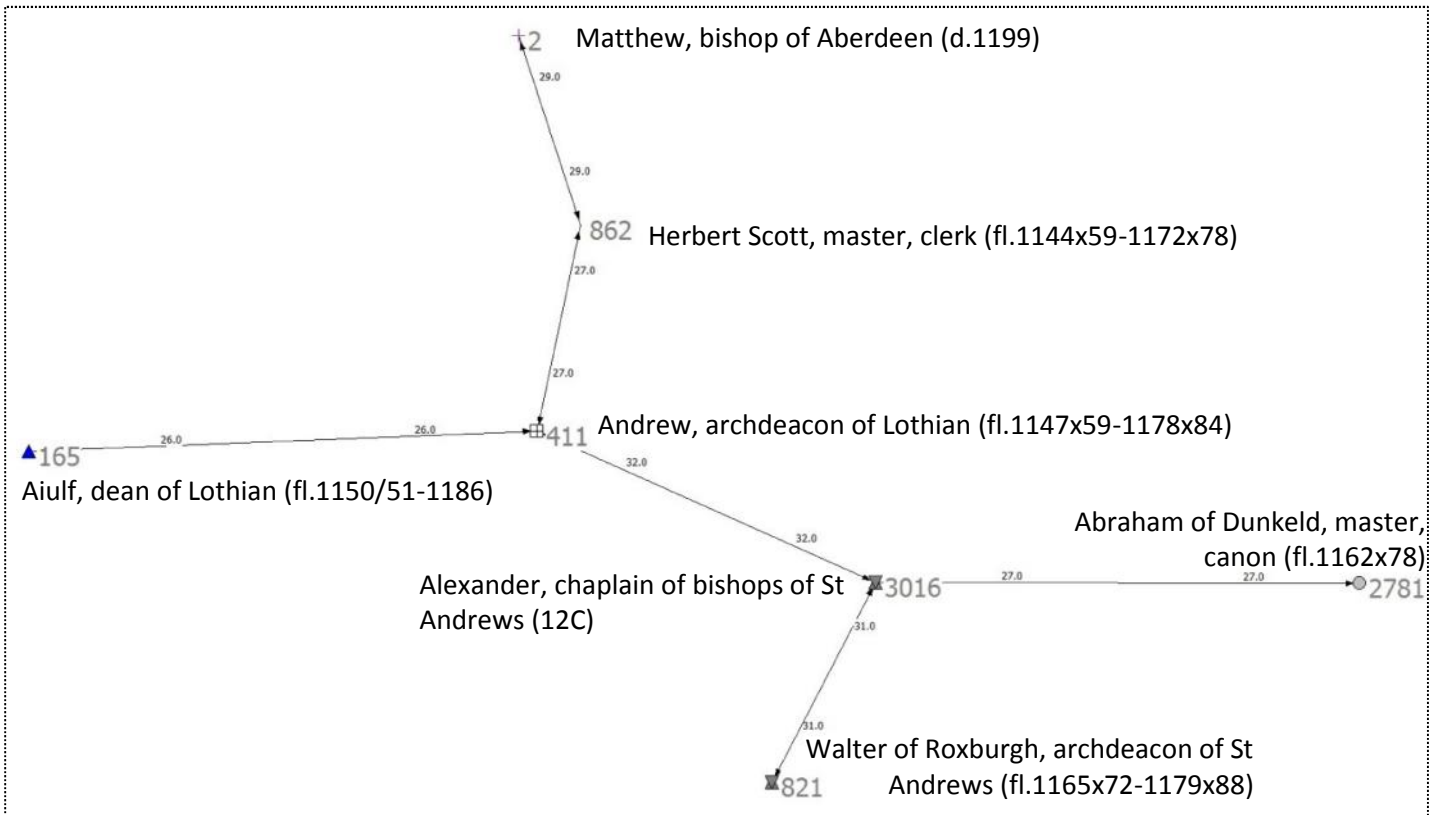 2 Matthew, bishop of Aberdeen (d.1199)
29.0
29.0
862 Herbert Scott, master, clerk (fl.1144x59-1172x78)
27.0
27.0
411 Andrew, archdeacon of Lothian (fl.1147x59-1178x84)
26.0
26.0
165
32.0
Aiulf, dean of Lothian (fl.1150/51-1186)
32.0
Abraham of Dunkeld, master,
canon (fl.1162x78)
Alexander, chaplain of bishops of St
Andrews (12C)
3016
27.0
27.0
2781
31.0
31.0
Walter of Roxburgh, archdeacon of St
Andrews (fl.1165x72-1179x88)
821